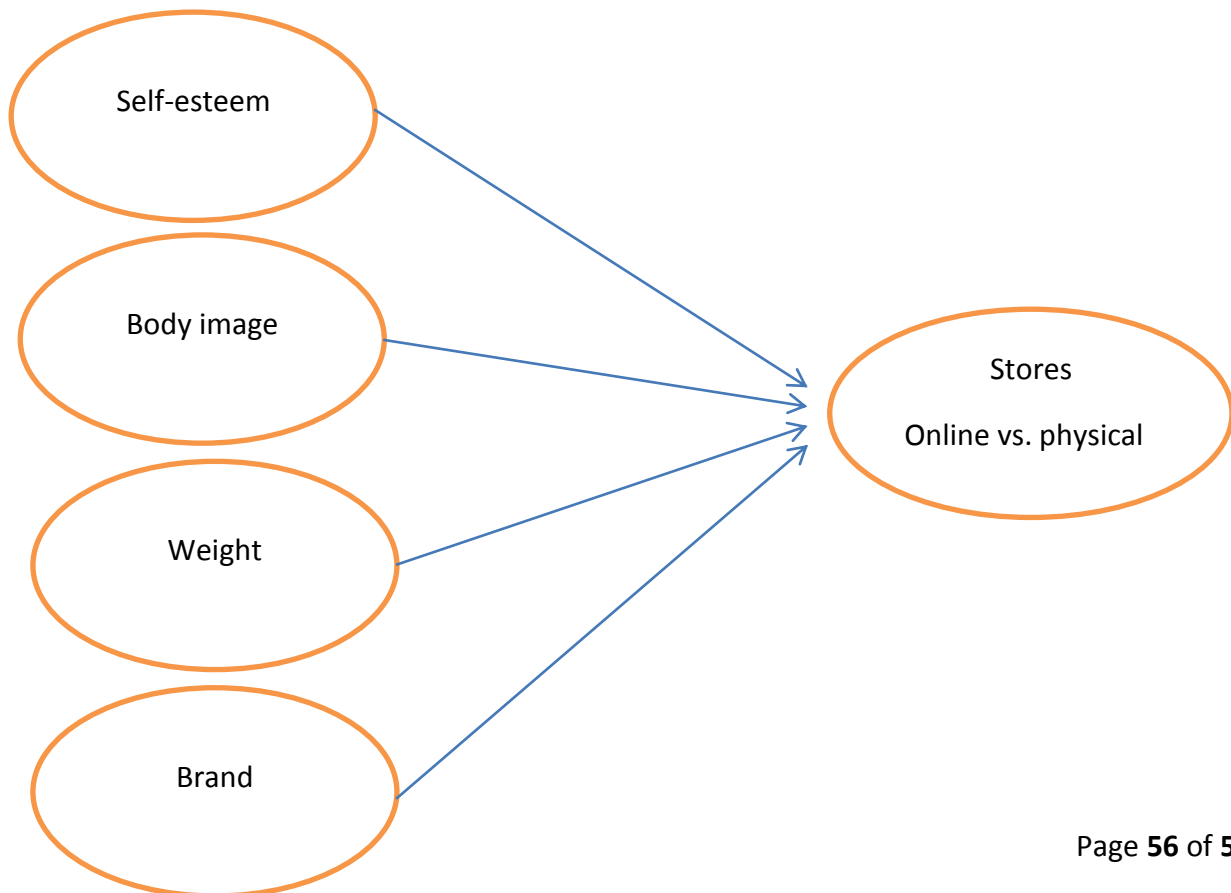 Self-esteem
Body image
Weight
Brand
Stores
Online vs. physical
Page 56 of 5